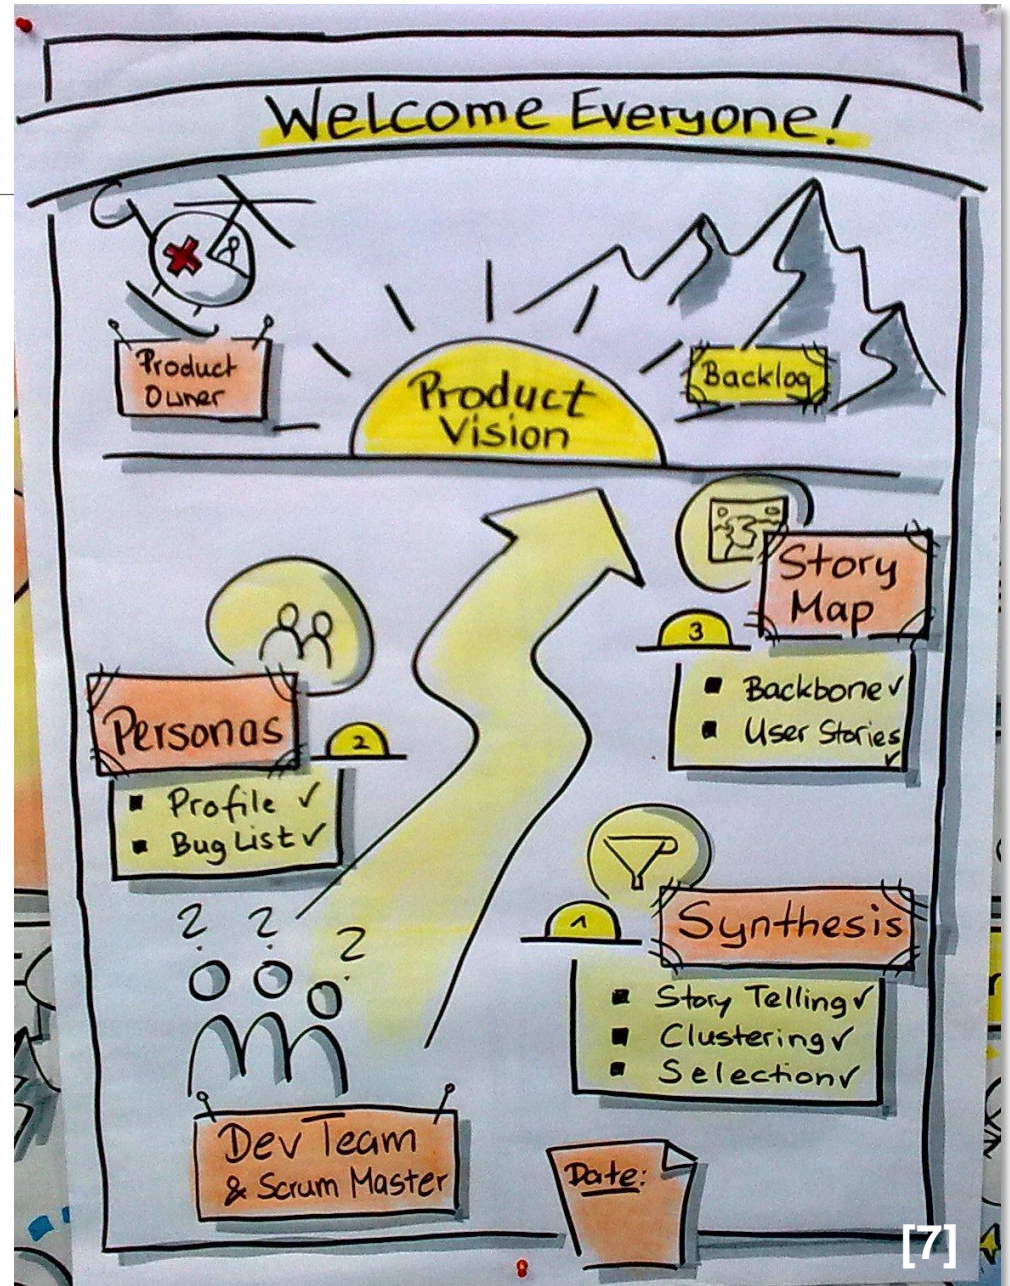 Welcome Everyone!
Product
Owner
Product
Vision
Backlog
Story
Map
3
▪ Backbone ✓
▪ User Stories ✓
Personas
2
▪ Profile ✓
▪ Bug List ✓
Synthesis
1
▪ Story Telling ✓
▪ Clustering ✓
▪ Selection ✓
? ? ?
Dev Team
& Scrum Master
Date:
[7]